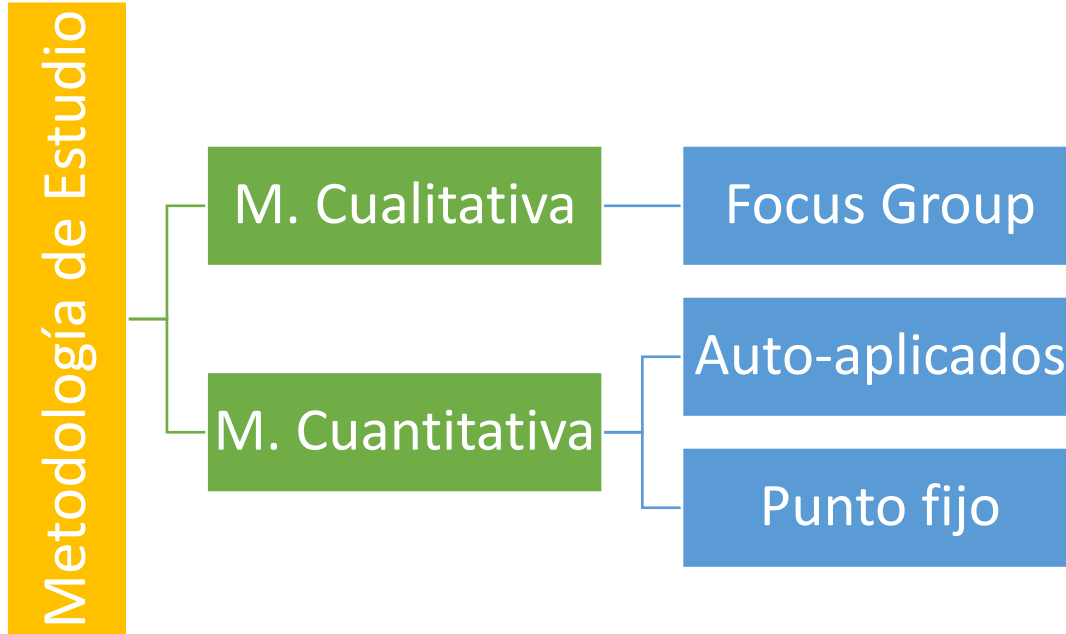 Metodología de Estudio
M. Cualitativa
Focus Group
M. Cuantitativa
Auto-aplicados
Punto fijo